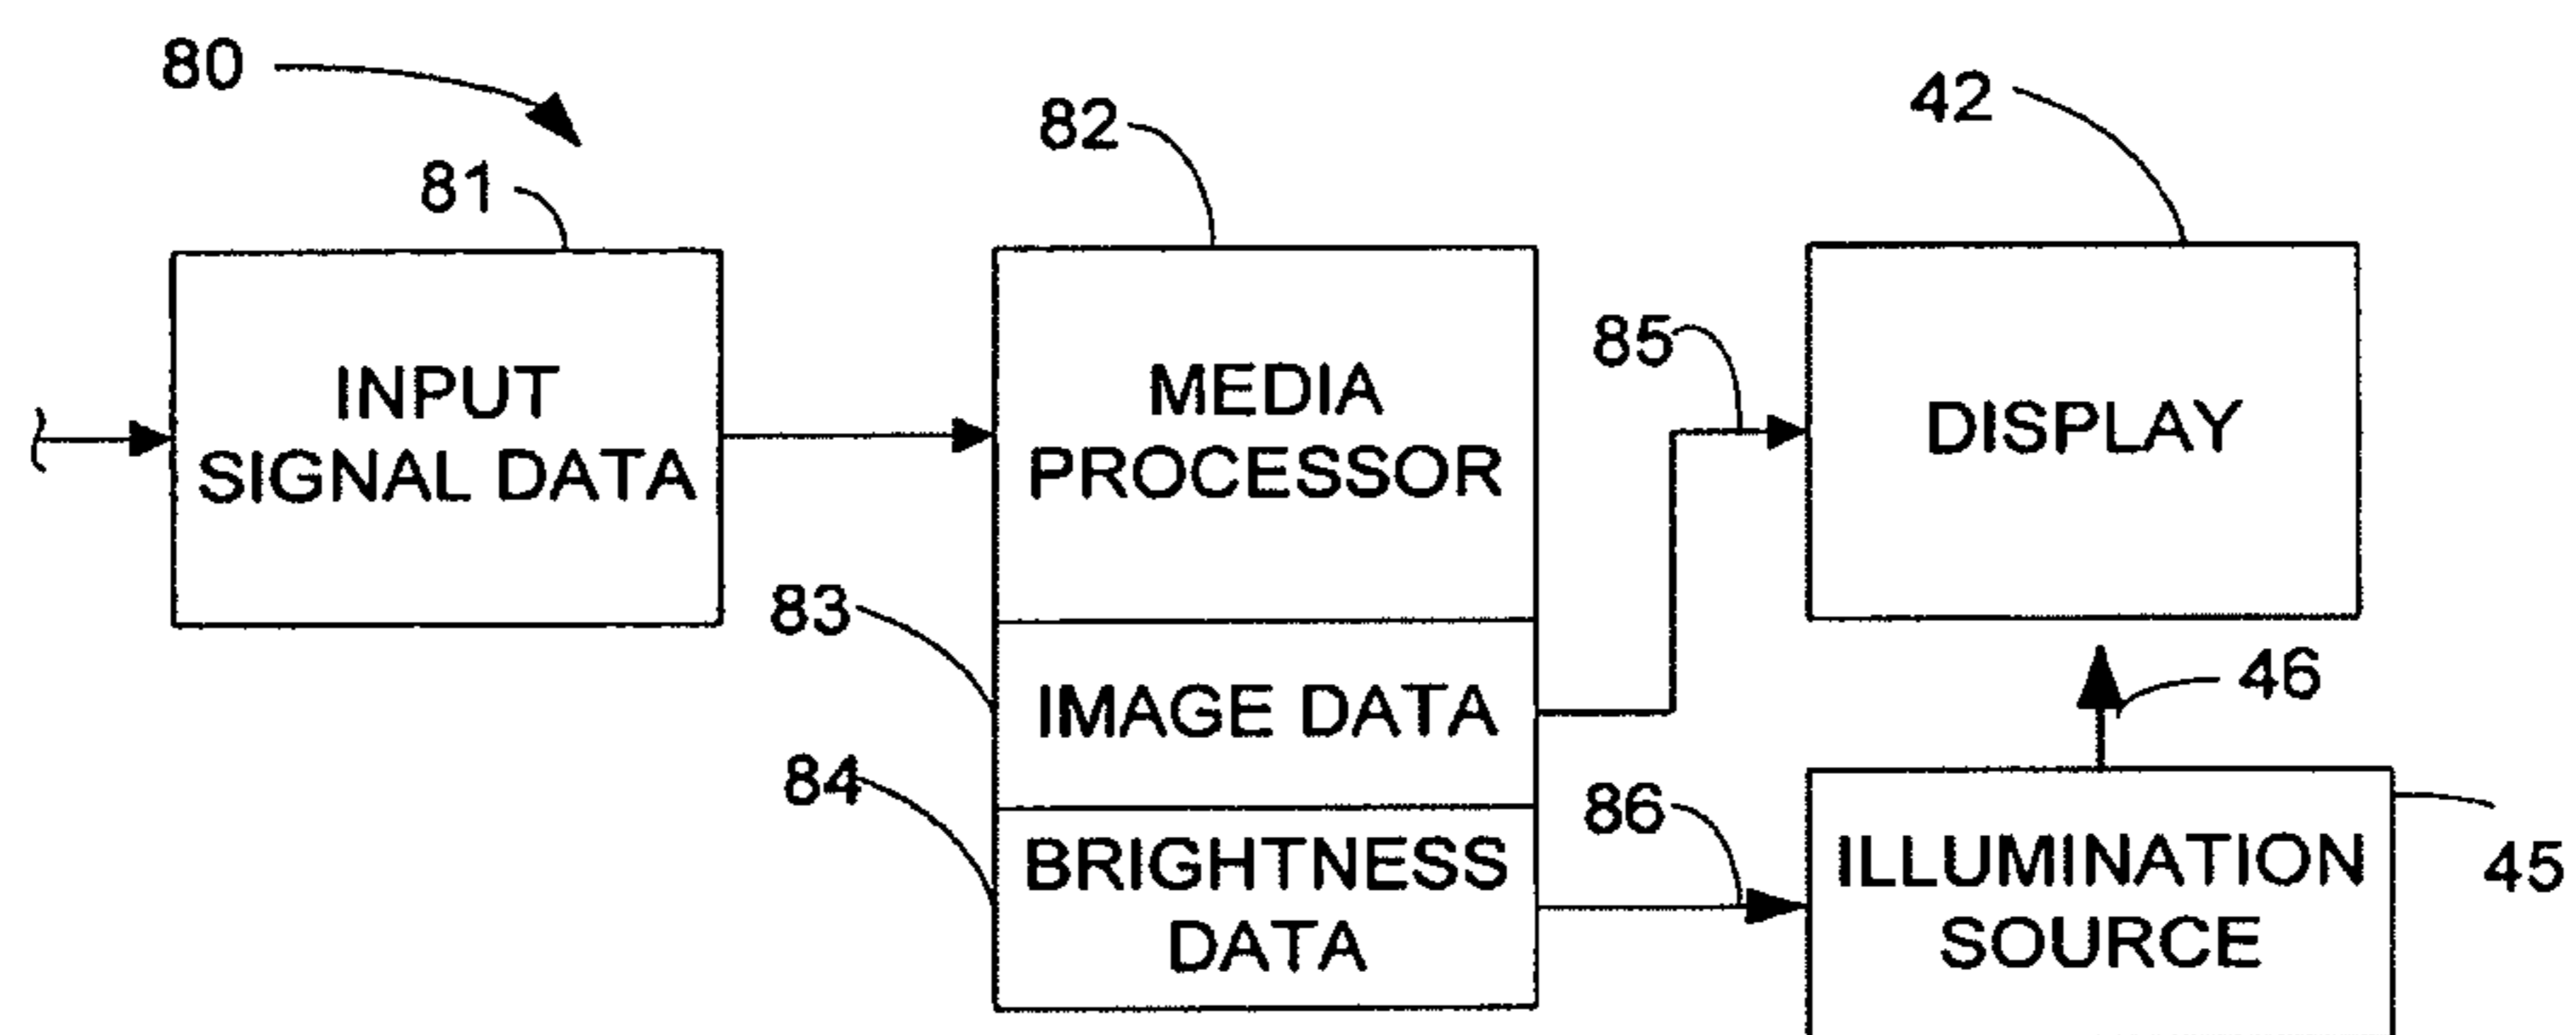 80
81
82
42
INPUT
SIGNAL DATA
MEDIA
PROCESSOR
85
DISPLAY
83
IMAGE DATA
46
84
BRIGHTNESS
DATA
86
ILLUMINATION
SOURCE
45